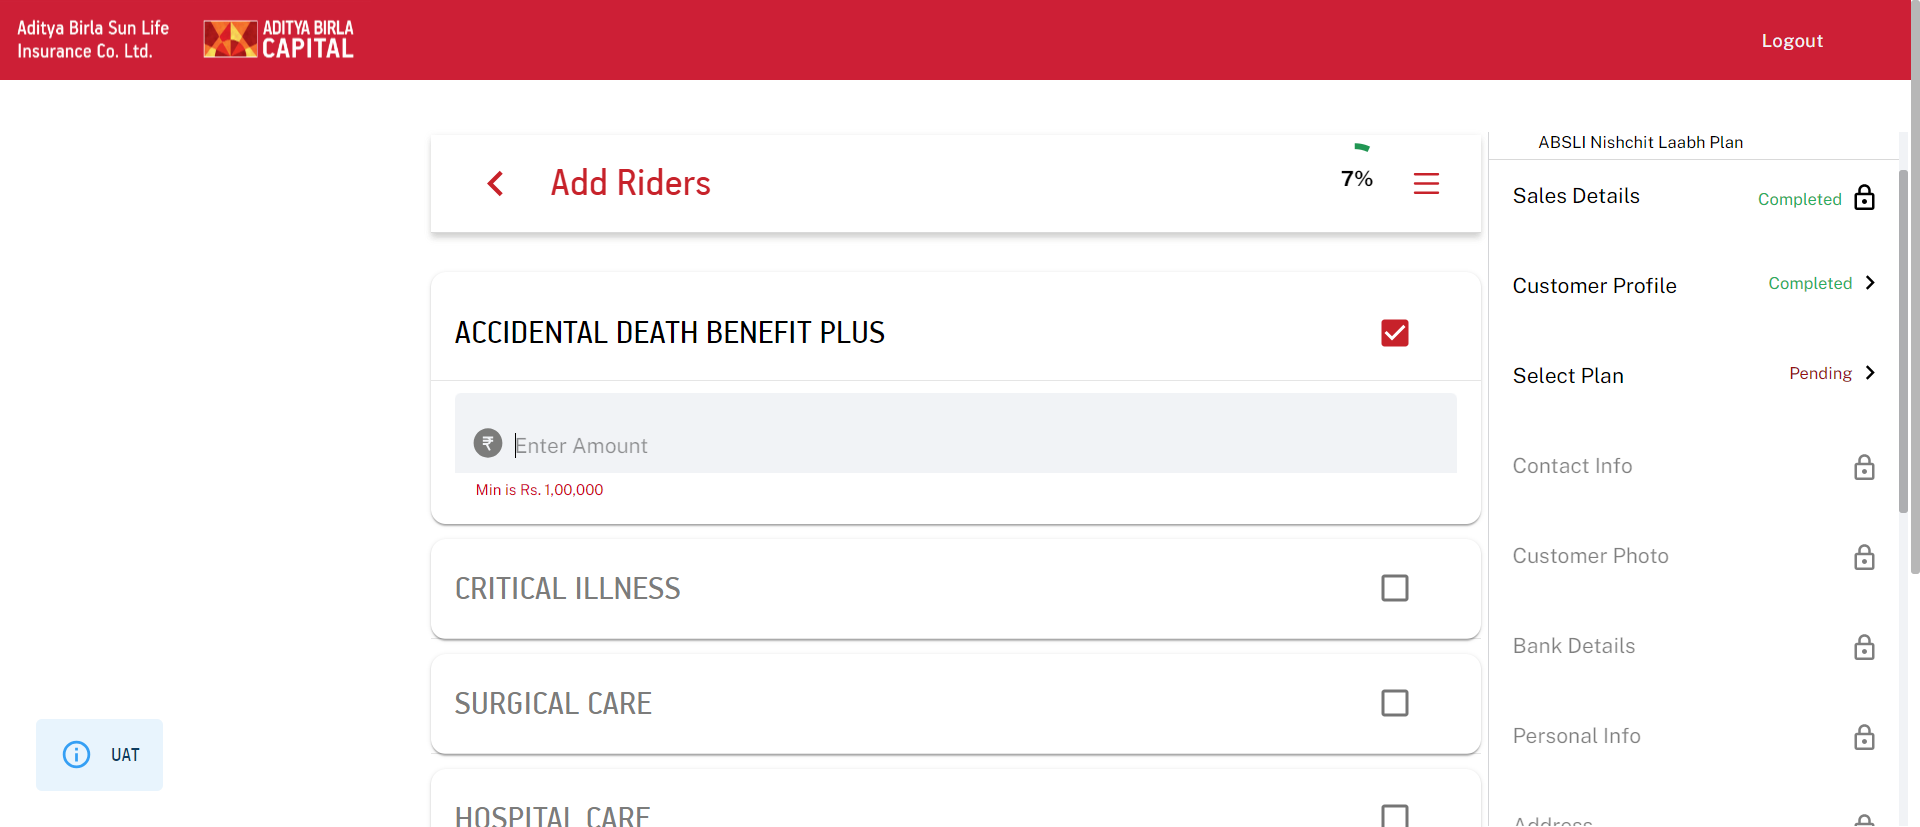 Aditya Birla Sun Life
Insurance Co. Ltd.
ADITYA BIRLA
CAPITAL
Logout
Add Riders
7%
ACCIDENTAL DEATH BENEFIT PLUS
Enter Amount
Min is Rs. 1,00,000
CRITICAL ILLNESS
SURGICAL CARE
HOSPITAL CARE
UAT
ABSLI Nishchit Laabh Plan
Sales Details
Completed
Customer Profile
Completed
Select Plan
Pending
Contact Info
Customer Photo
Bank Details
Personal Info
Address